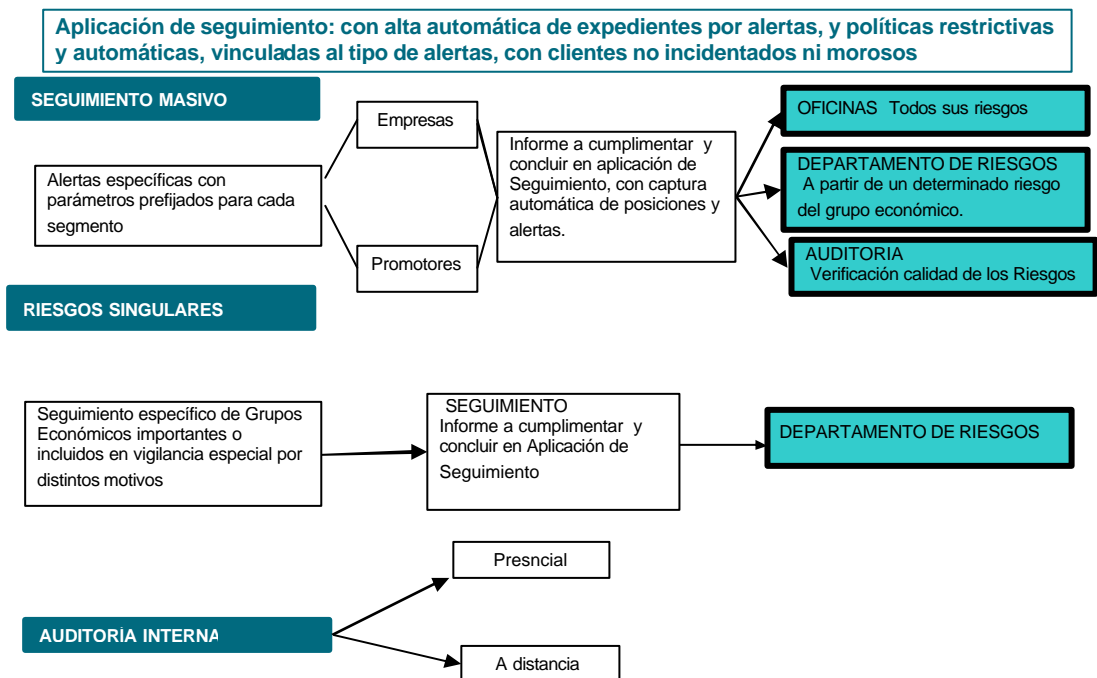 Aplicación de seguimiento: con alta automática de expedientes por alertas, y políticas restrictivas
y automáticas, vinculadas al tipo de alertas, con clientes no incidentados ni morosos
SEGUIMIENTO MASIVO
Alertas específicas con
parámetros prefijados para cada
segmento
Empresas
Promotores
Informe a cumplimentar y
concluir en aplicación de
Seguimiento, con captura
automática de posiciones y
alertas.
OFICINAS Todos sus riesgos
DEPARTAMENTO DE RIESGOS
A partir de un determinado riesgo
del grupo económico.
AUDITORIA
Verificación calidad de los Riesgos
RIESGOS SINGULARES
Seguimiento específico de Grupos
Económicos importantes o
incluidos en vigilancia especial por
distintos motivos
SEGUIMIENTO
Informe a cumplimentar y
concluir en Aplicación de
Seguimiento
DEPARTAMENTO DE RIESGOS
AUDITORÍA INTERNA
Presncial
A distancia